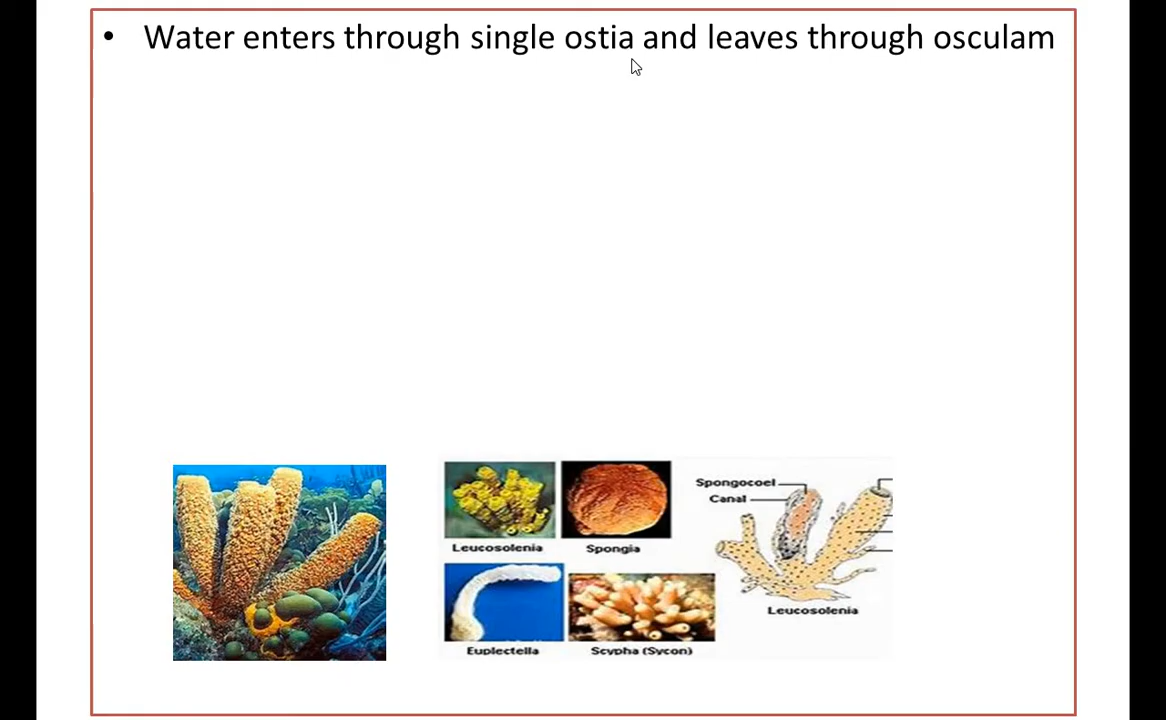 • Water enters through single ostia and leaves through osculam
Spongocoel
Canal
Leucosolenia
Spongia
Leucosolenia
Euplectella
Scypha (Sycon)